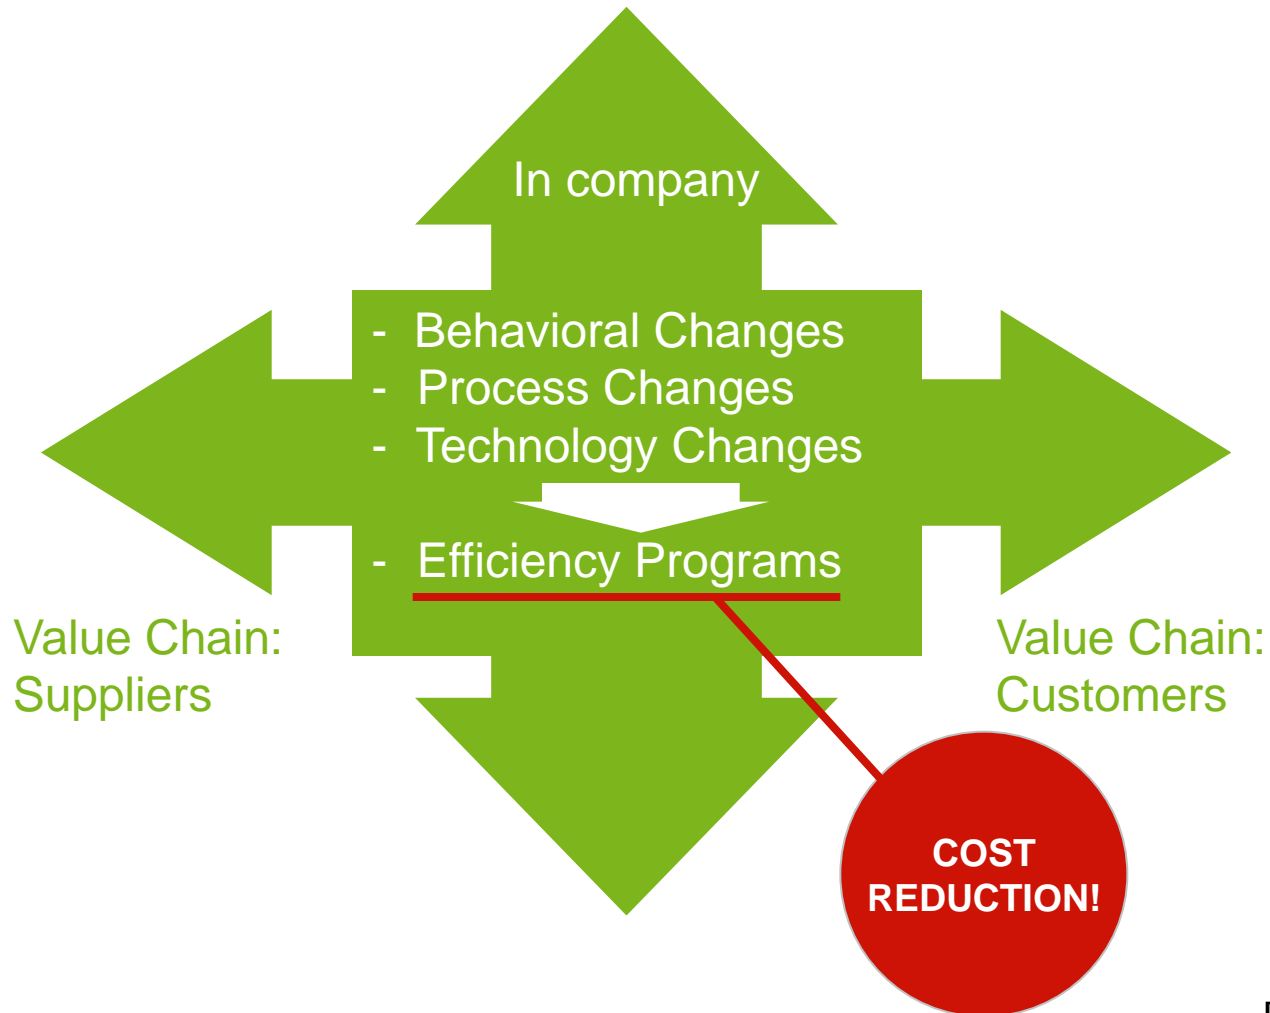 In company
- Behavioral Changes
- Process Changes
- Technology Changes
- Efficiency Programs
Value Chain:
Suppliers
Value Chain:
Customers
COST
REDUCTION!